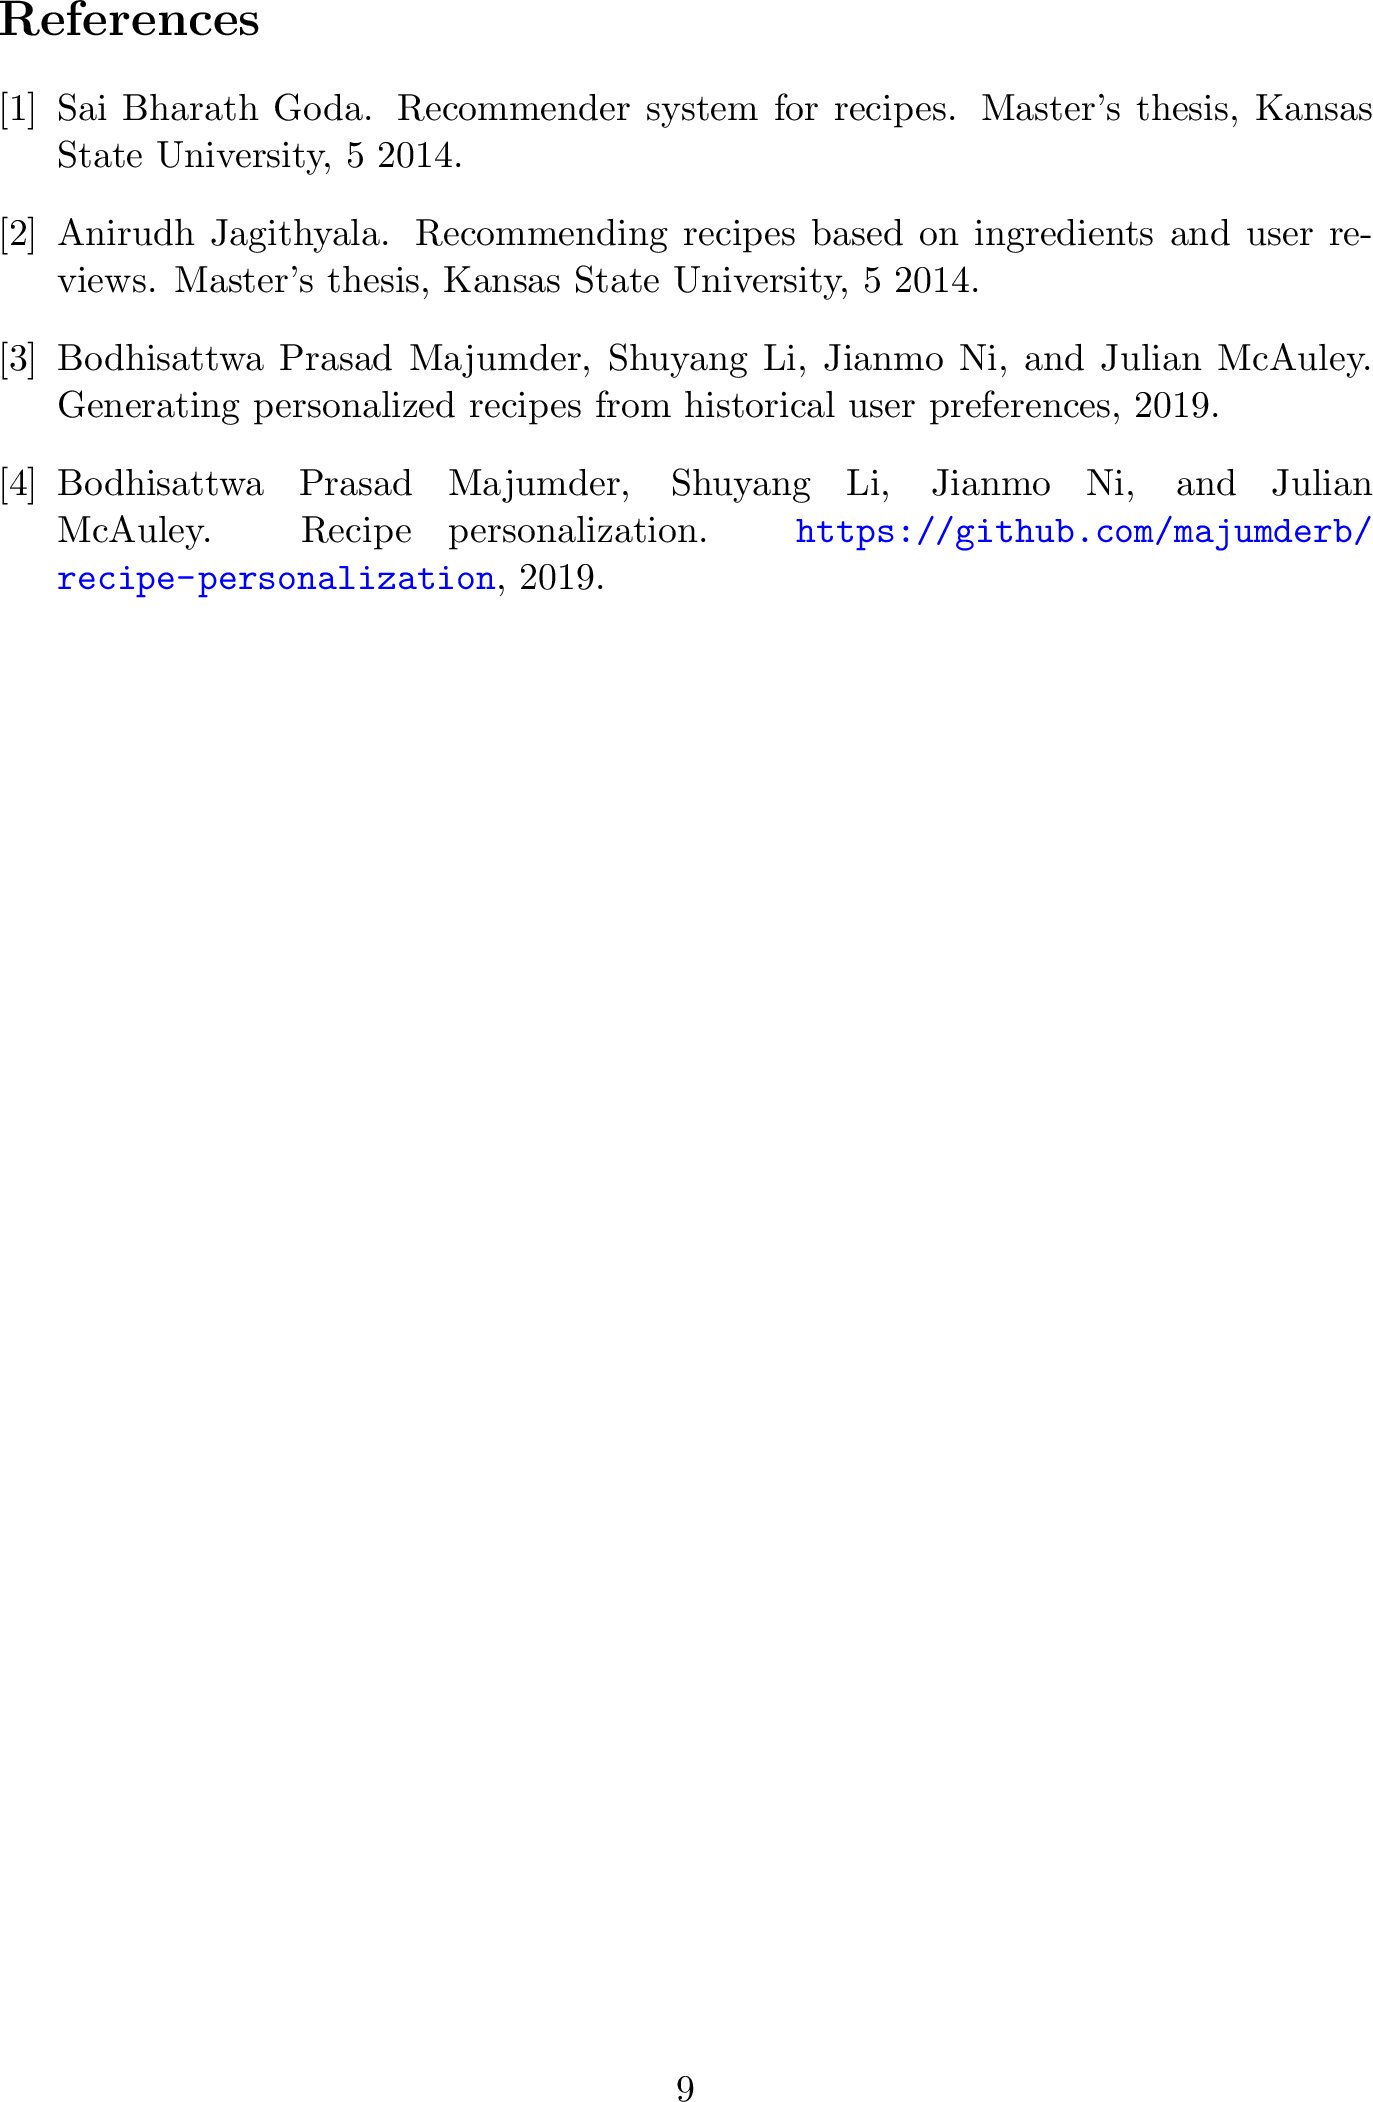 References
[1] Sai Bharath Goda. Recommender system for recipes. Master's thesis, Kansas
State University, 5 2014.
[2] Anirudh Jagithyala. Recommending recipes based on ingredients and user re-
views. Master's thesis, Kansas State University, 5 2014.
[3] Bodhisattwa Prasad Majumder, Shuyang Li, Jianmo Ni, and Julian McAuley.
Generating personalized recipes from historical user preferences, 2019.
[4] Bodhisattwa Prasad Majumder, Shuyang Li, Jianmo Ni, and Julian
McAuley. Recipe personalization. https://github.com/majumderb/
recipe-personalization, 2019.
9